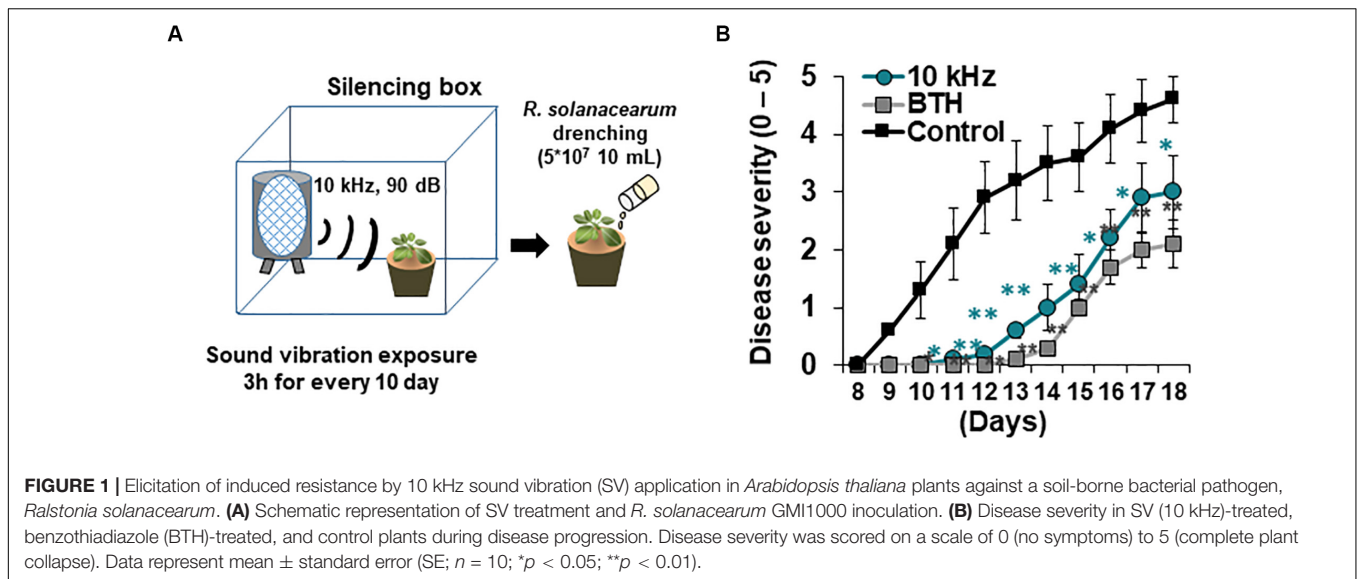 A
Silencing box
10 kHz, 90 dB
R. solanacearum
drenching
(5*10⁷ 10 mL)
Sound vibration exposure
3h for every 10 day
B
Disease severity (0 – 5)
10 kHz
BTH
Control
5
4
3
2
1
0
*
**
**
**
**
*
*
*
*
**
**
**
**
**
**
**
**
8 9 10 11 12 13 14 15 16 17 18
(Days)
FIGURE 1 | Elicitation of induced resistance by 10 kHz sound vibration (SV) application in Arabidopsis thaliana plants against a soil-borne bacterial pathogen,
Ralstonia solanacearum. (A) Schematic representation of SV treatment and R. solanacearum GMI1000 inoculation. (B) Disease severity in SV (10 kHz)-treated,
benzothiadiazole (BTH)-treated, and control plants during disease progression. Disease severity was scored on a scale of 0 (no symptoms) to 5 (complete plant
collapse). Data represent mean ± standard error (SE; n = 10; *p < 0.05; **p < 0.01).